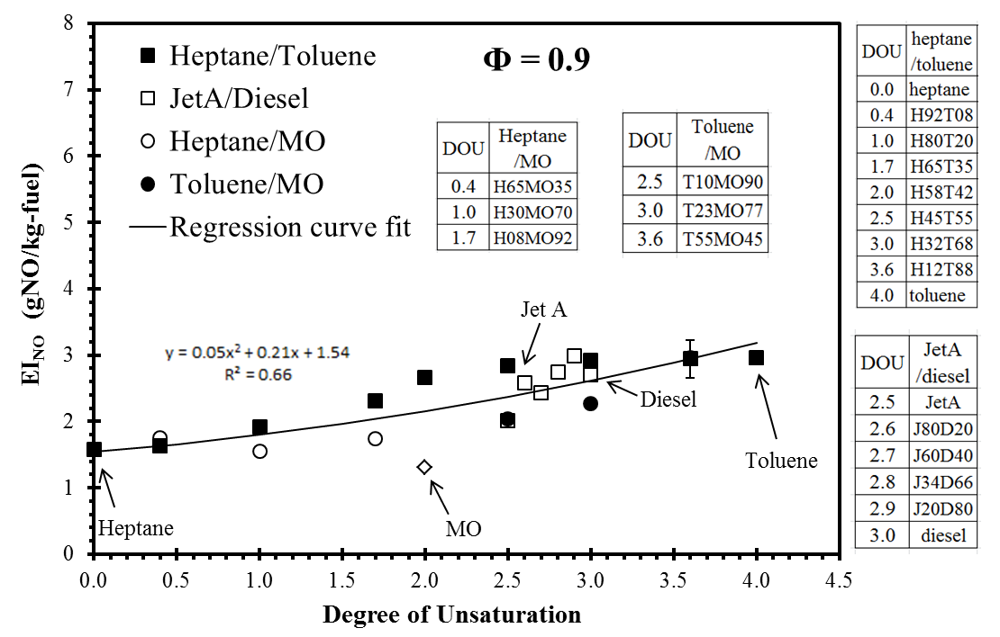 8
7
6
5
4
3
2
1
0
EI_NO (gNO/kg-fuel)
Heptane/Toluene
JetA/Diesel
Heptane/MO
Toluene/MO
Regression curve fit
Φ = 0.9
DOU Heptane /MO
0.4 H65MO35
1.0 H30MO70
1.7 H08MO92
DOU Toluene /MO
2.5 T10MO90
3.0 T23MO77
3.6 T55MO45
y = 0.05x² + 0.21x + 1.54
R² = 0.66
Jet A
Diesel
Toluene
MO
Heptane
0.0 0.5 1.0 1.5 2.0 2.5 3.0 3.5 4.0 4.5
Degree of Unsaturation
DOU heptane /toluene
0.0 heptane
0.4 H92T08
1.0 H80T20
1.7 H65T35
2.0 H58T42
2.5 H45T55
3.0 H32T68
3.6 H12T88
4.0 toluene
DOU JetA /diesel
2.5 JetA
2.6 J80D20
2.7 J60D40
2.8 J34D66
2.9 J20D80
3.0 diesel